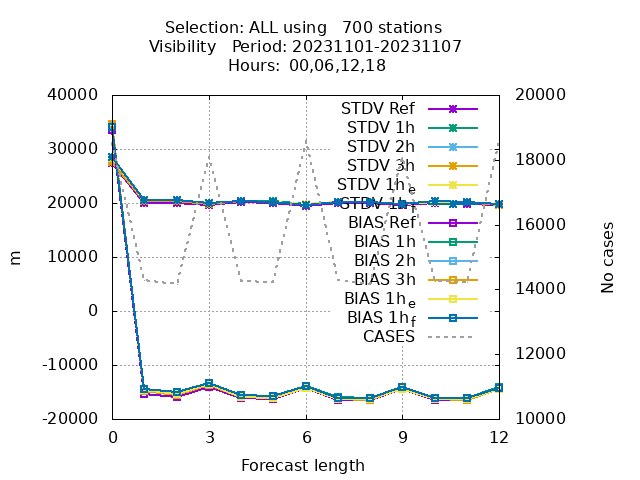 Selection: ALL using 700 stations
Visibility Period: 20231101-20231107
Hours: 00,06,12,18
40000
30000
20000
10000
0
-10000
-20000
m
20000
18000
16000
14000
12000
10000
No cases
STDV Ref
STDV 1h
STDV 2h
STDV 3h
STDV 1he
STDV 1hf
BIAS Ref
BIAS 1h
BIAS 2h
BIAS 3h
BIAS 1he
BIAS 1hf
CASES
0 3 6 9 12
Forecast length